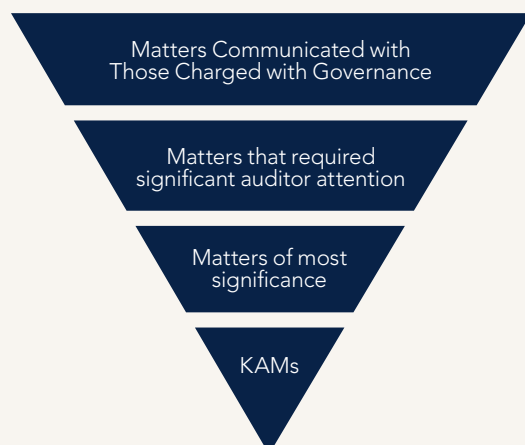 Matters Communicated with
Those Charged with Governance
Matters that required
significant auditor attention
Matters of most
significance
KAMs